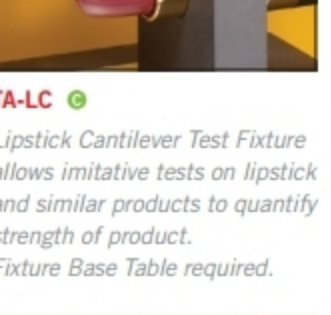 TA-LC C
Lipstick Cantilever Test Fixture
allows imitative tests on lipstick
and similar products to quantify
strength of product.
Fixture Base Table required.